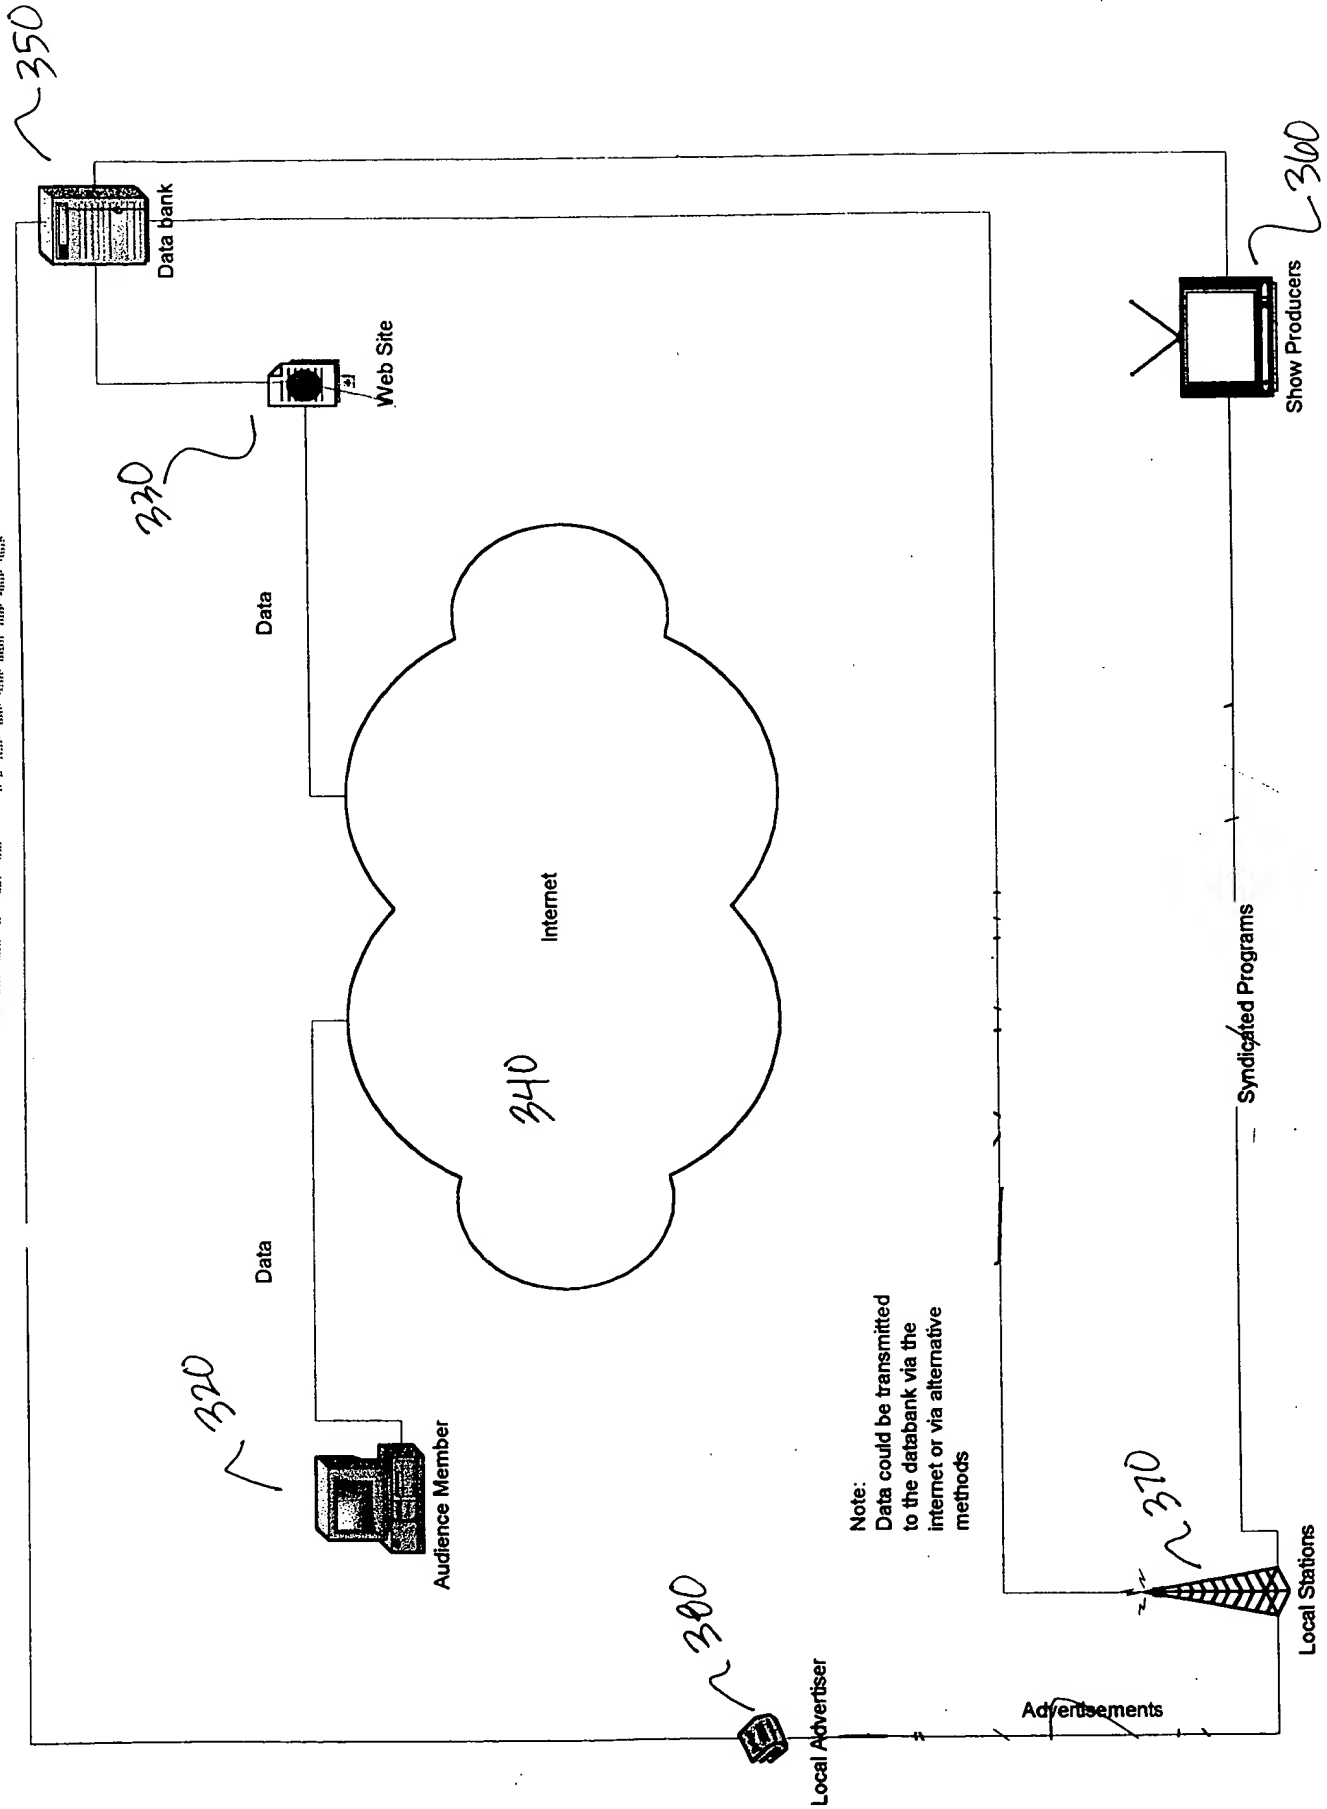 350
330
Data bank
320
Data
Data
Web Site
Audience Member
340
Internet
380
Local Advertiser
Note:
Data could be transmitted
to the databank via the
internet or via alternative
methods
Advertisements
370
Syndicated Programs
360
Show Producers
Local Stations